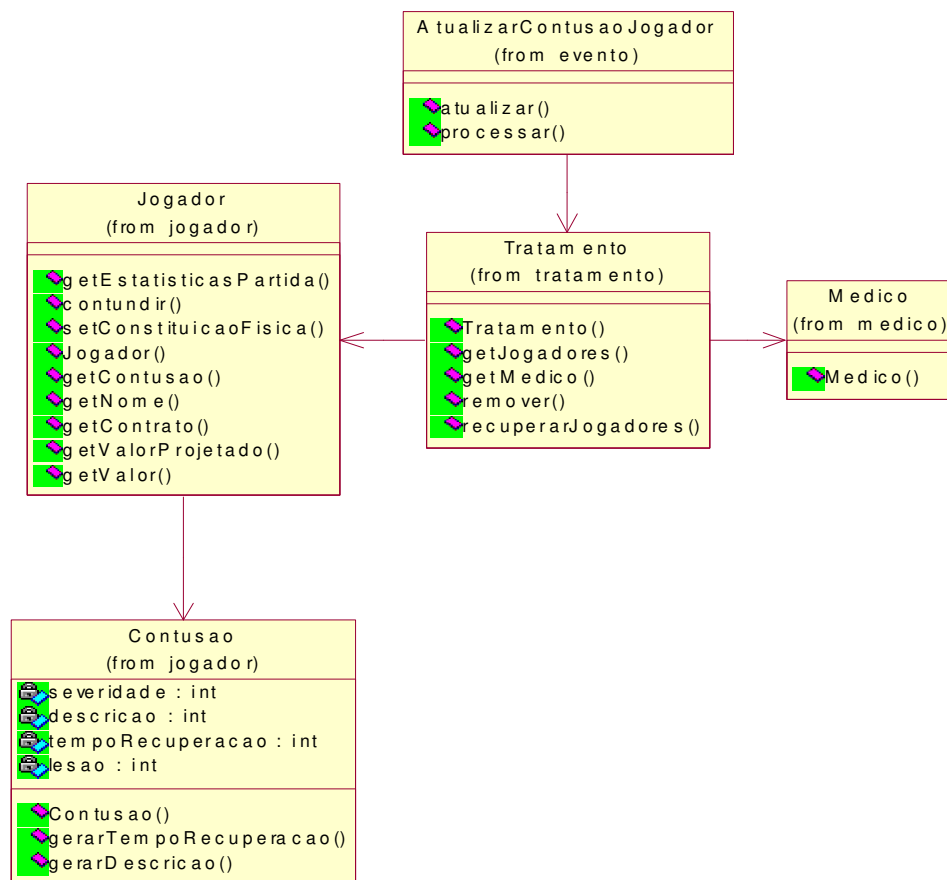 AtualizarContusaoJogador
(from evento)
atualizar()
processar()
Jogador
(from jogador)
getEstatisticasPartida()
contundir()
setConstituicaoFisica()
Jogador()
getContusao()
getNome()
getContrato()
getValorProjetado()
getValor()
Tratamento
(from tratamento)
Tratamento()
getJogadores()
getMedico()
remover()
recuperarJogadores()
Medico
(from medico)
Medico()
Contusao
(from jogador)
severidade : int
descricao : int
tempoRecuperacao : int
lesao : int
Contusao()
gerarTempoRecuperacao()
gerarDescricao()